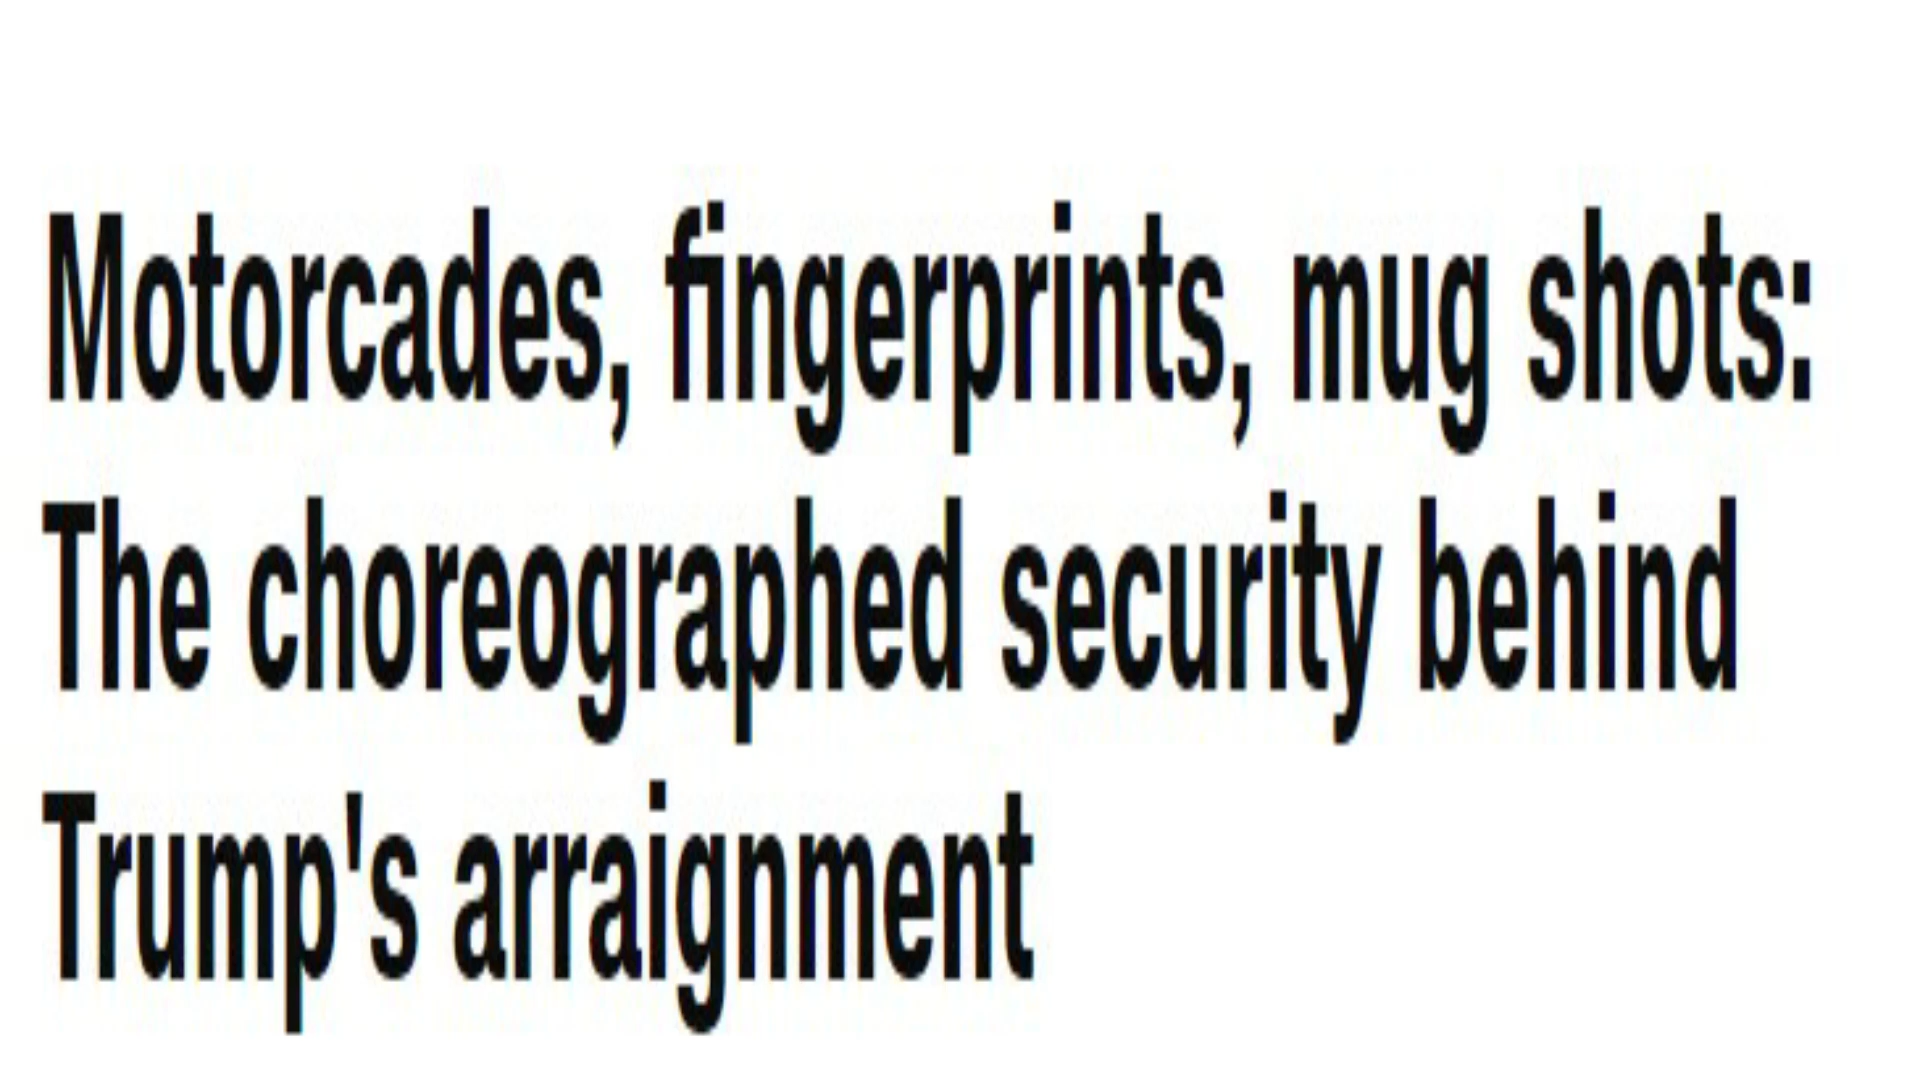 Motorcades, fingerprints, mug shots:
The choreographed security behind
Trump's arraignment